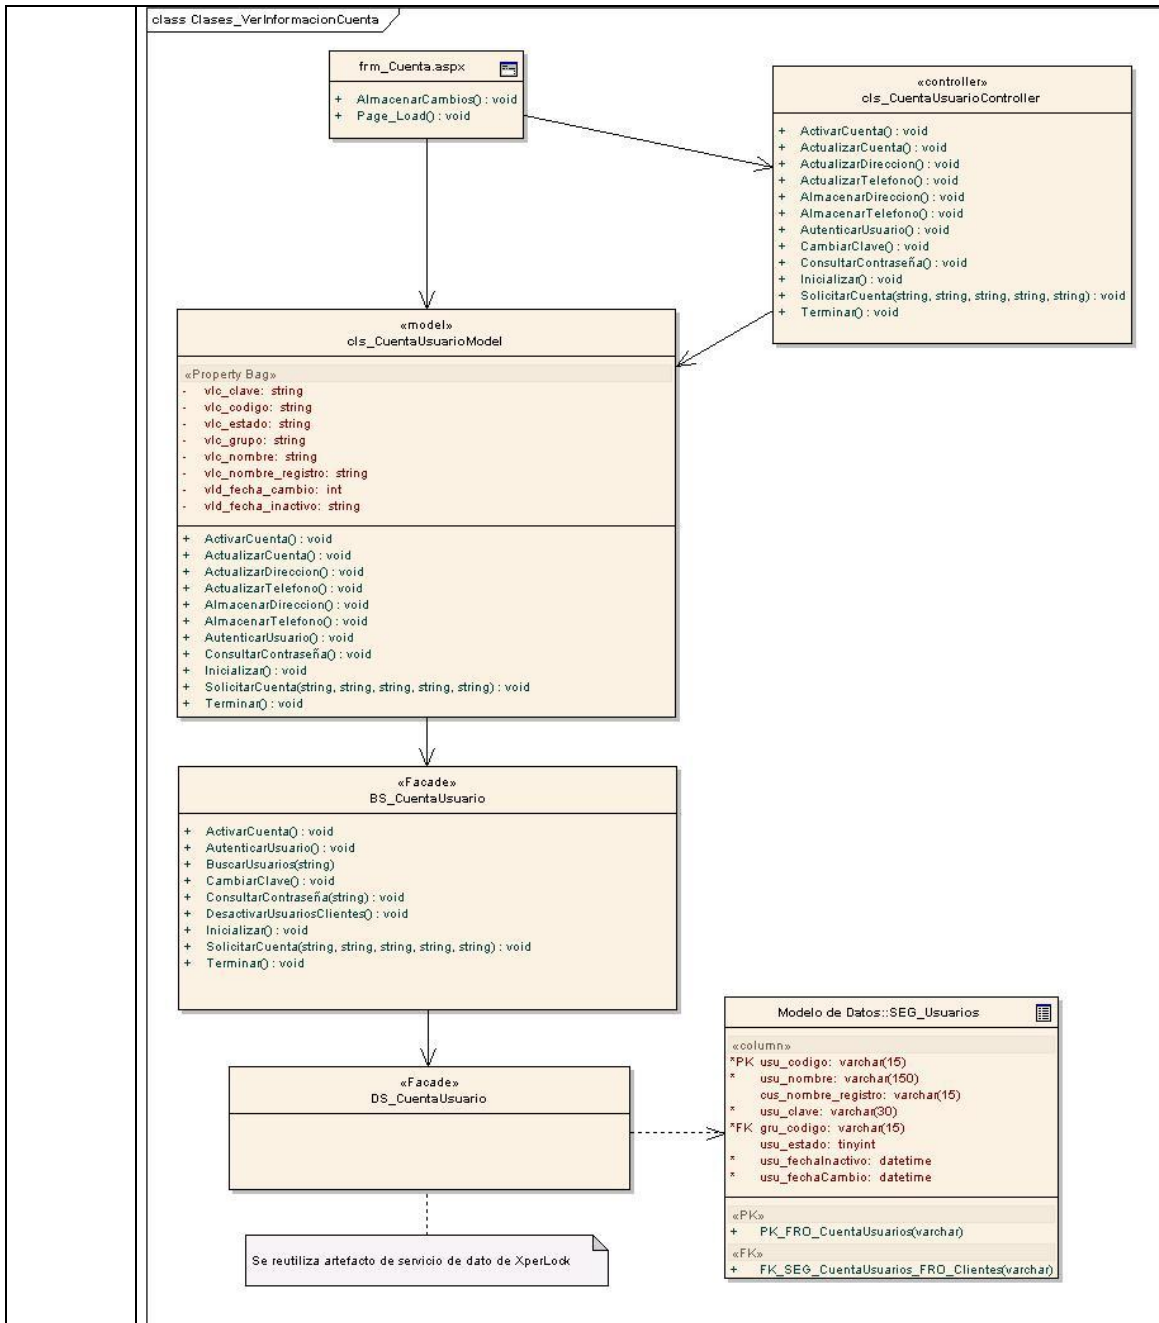 class Clases_VerInformacionCuenta
frm_Cuenta.aspx
+ AlmacenarCambios() : void
+ Page_Load() : void
«controller»
cls_CuentaUsuarioController
+ ActivarCuenta() : void
+ ActualizarCuenta() : void
+ ActualizarDireccion() : void
+ ActualizarTelefono() : void
+ AlmacenarDireccion() : void
+ AlmacenarTelefono() : void
+ AutenticarUsuario() : void
+ CambiarClave() : void
+ ConsultarContraseña() : void
+ Inicializar() : void
+ SolicitarCuenta(string, string, string, string, string) : void
+ Terminar() : void
«model»
cls_CuentaUsuarioModel
«Property Bag»
- vlc_clave: string
- vlc_codigo: string
- vlc_estado: string
- vlc_grupo: string
- vlc_nombre: string
- vlc_nombre_registro: string
- vld_fecha_cambio: int
- vld_fecha_inactivo: string
+ ActivarCuenta() : void
+ ActualizarCuenta() : void
+ ActualizarDireccion() : void
+ ActualizarTelefono() : void
+ AlmacenarDireccion() : void
+ AlmacenarTelefono() : void
+ AutenticarUsuario() : void
+ ConsultarContraseña() : void
+ Inicializar() : void
+ SolicitarCuenta(string, string, string, string, string) : void
+ Terminar() : void
«Facade»
BS_CuentaUsuario
+ ActivarCuenta() : void
+ AutenticarUsuario() : void
+ BuscarUsuarios(string)
+ CambiarClave() : void
+ ConsultarContraseña(string) : void
+ DesactivarUsuariosClientes() : void
+ Inicializar() : void
+ SolicitarCuenta(string, string, string, string, string) : void
+ Terminar() : void
«Facade»
DS_CuentaUsuario
Se reutiliza artefacto de servicio de dato de XperLock
Modelo de Datos::SEG_Usuarios
«column»
*PK usu_codigo: varchar(15)
* usu_nombre: varchar(150)
cus_nombre_registro: varchar(15)
* usu_clave: varchar(30)
*FK gru_codigo: varchar(15)
usu_estado: tinyint
* usu_fechaInactivo: datetime
* usu_fechaCambio: datetime
«PK»
+ PK_FRO_CuentaUsuarios(varchar)
«FK»
+ FK_SEG_CuentaUsuarios_FRO_Clientes(varchar)